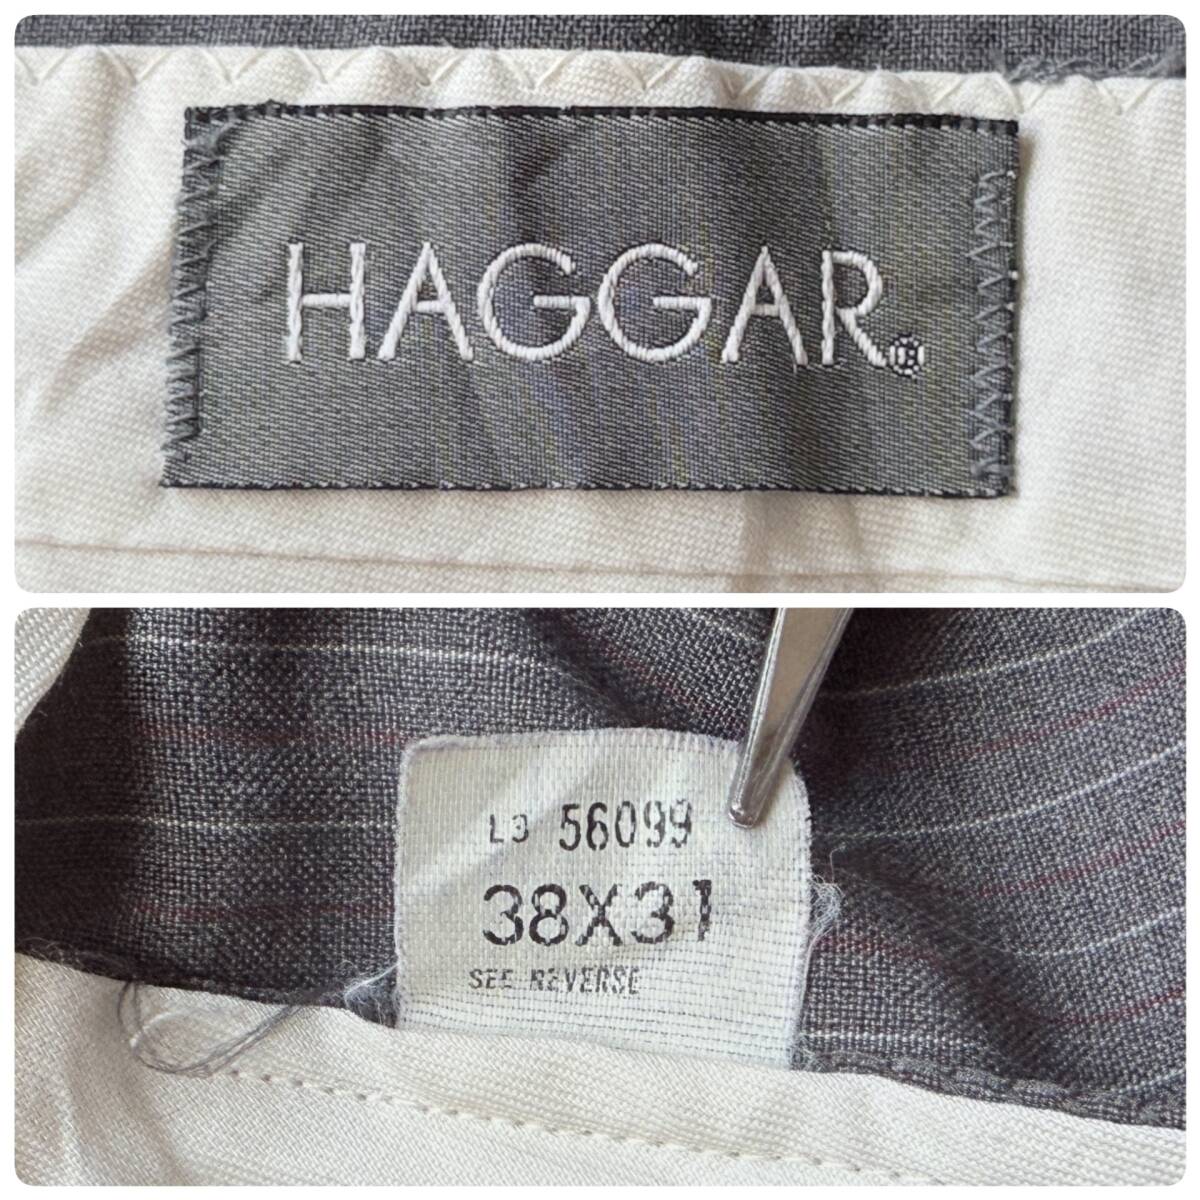 HAGGAR®
L3 56099
38X31
SEE REVERSE